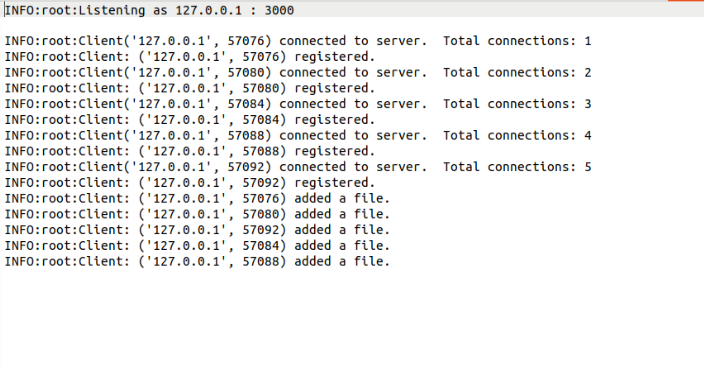 INFO:root:Listening as 127.0.0.1 : 3000
INFO:root:Client('127.0.0.1', 57076) connected to server.  Total connections: 1
INFO:root:Client: ('127.0.0.1', 57076) registered.
INFO:root:Client('127.0.0.1', 57080) connected to server.  Total connections: 2
INFO:root:Client: ('127.0.0.1', 57080) registered.
INFO:root:Client('127.0.0.1', 57084) connected to server.  Total connections: 3
INFO:root:Client: ('127.0.0.1', 57084) registered.
INFO:root:Client('127.0.0.1', 57088) connected to server.  Total connections: 4
INFO:root:Client: ('127.0.0.1', 57088) registered.
INFO:root:Client('127.0.0.1', 57092) connected to server.  Total connections: 5
INFO:root:Client: ('127.0.0.1', 57092) registered.
INFO:root:Client: ('127.0.0.1', 57076) added a file.
INFO:root:Client: ('127.0.0.1', 57080) added a file.
INFO:root:Client: ('127.0.0.1', 57092) added a file.
INFO:root:Client: ('127.0.0.1', 57084) added a file.
INFO:root:Client: ('127.0.0.1', 57088) added a file.